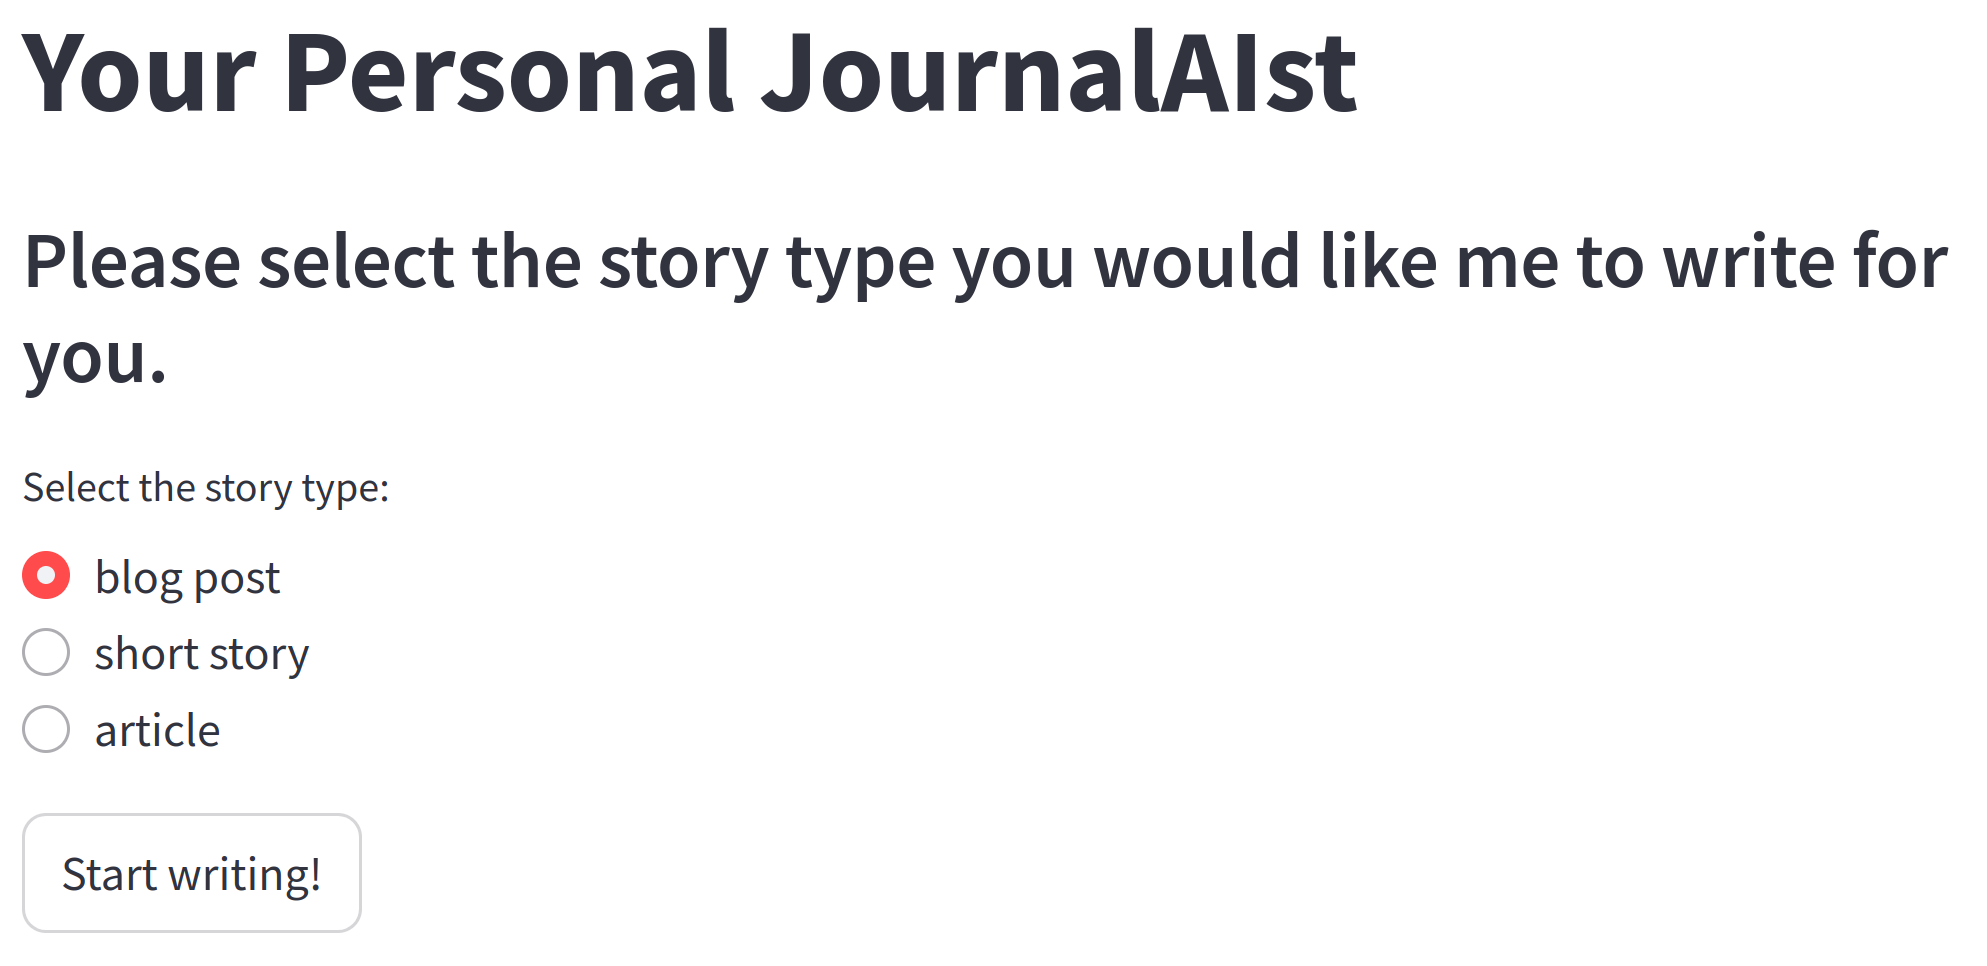 Your Personal JournalAIst
Please select the story type you would like me to write for
you.
Select the story type:
blog post
short story
article
Start writing!